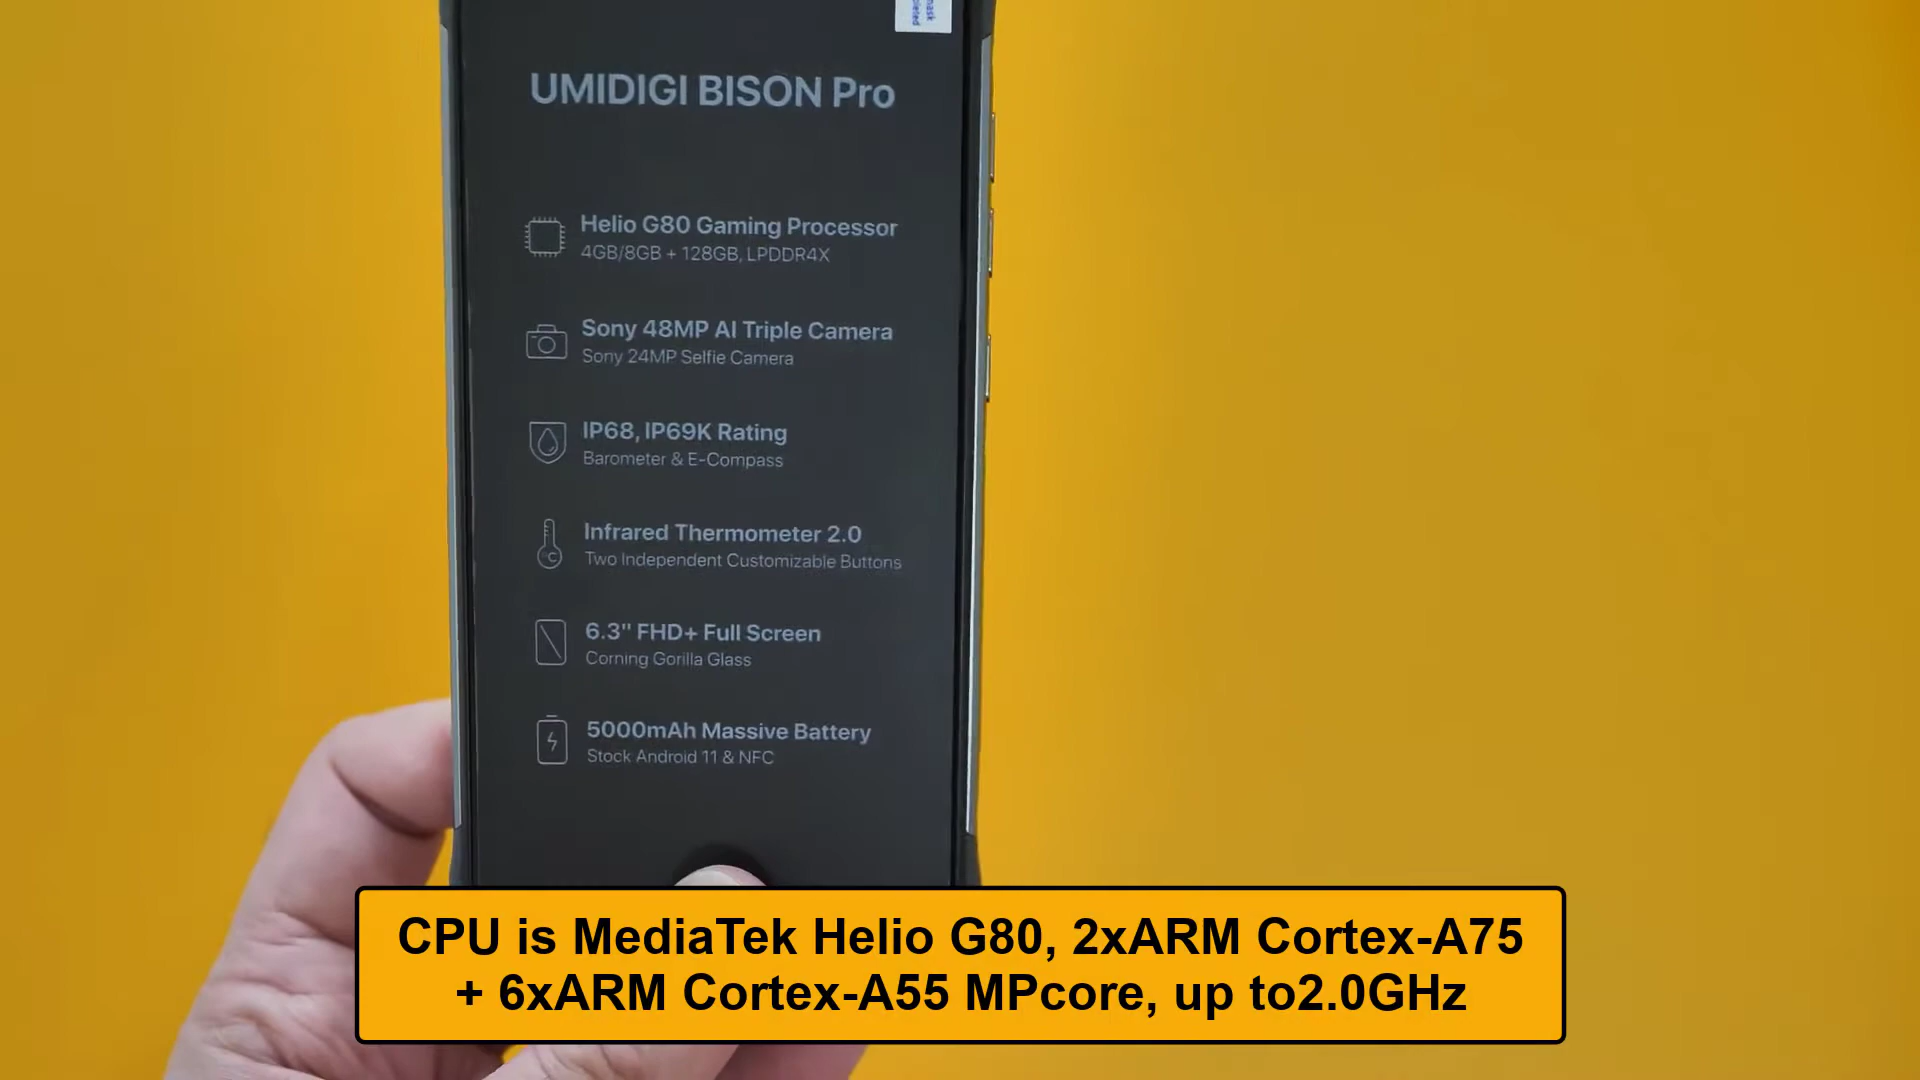 mask
pleted
UMIDIGI BISON Pro
Helio G80 Gaming Processor
4GB/8GB + 128GB, LPDDR4X
Sony 48MP AI Triple Camera
Sony 24MP Selfie Camera
IP68, IP69K Rating
Barometer & E-Compass
°C
Infrared Thermometer 2.0
Two Independent Customizable Buttons
6.3" FHD+ Full Screen
Corning Gorilla Glass
5000mAh Massive Battery
Stock Android 11 & NFC
CPU is MediaTek Helio G80, 2xARM Cortex-A75
+ 6xARM Cortex-A55 MPcore, up to2.0GHz